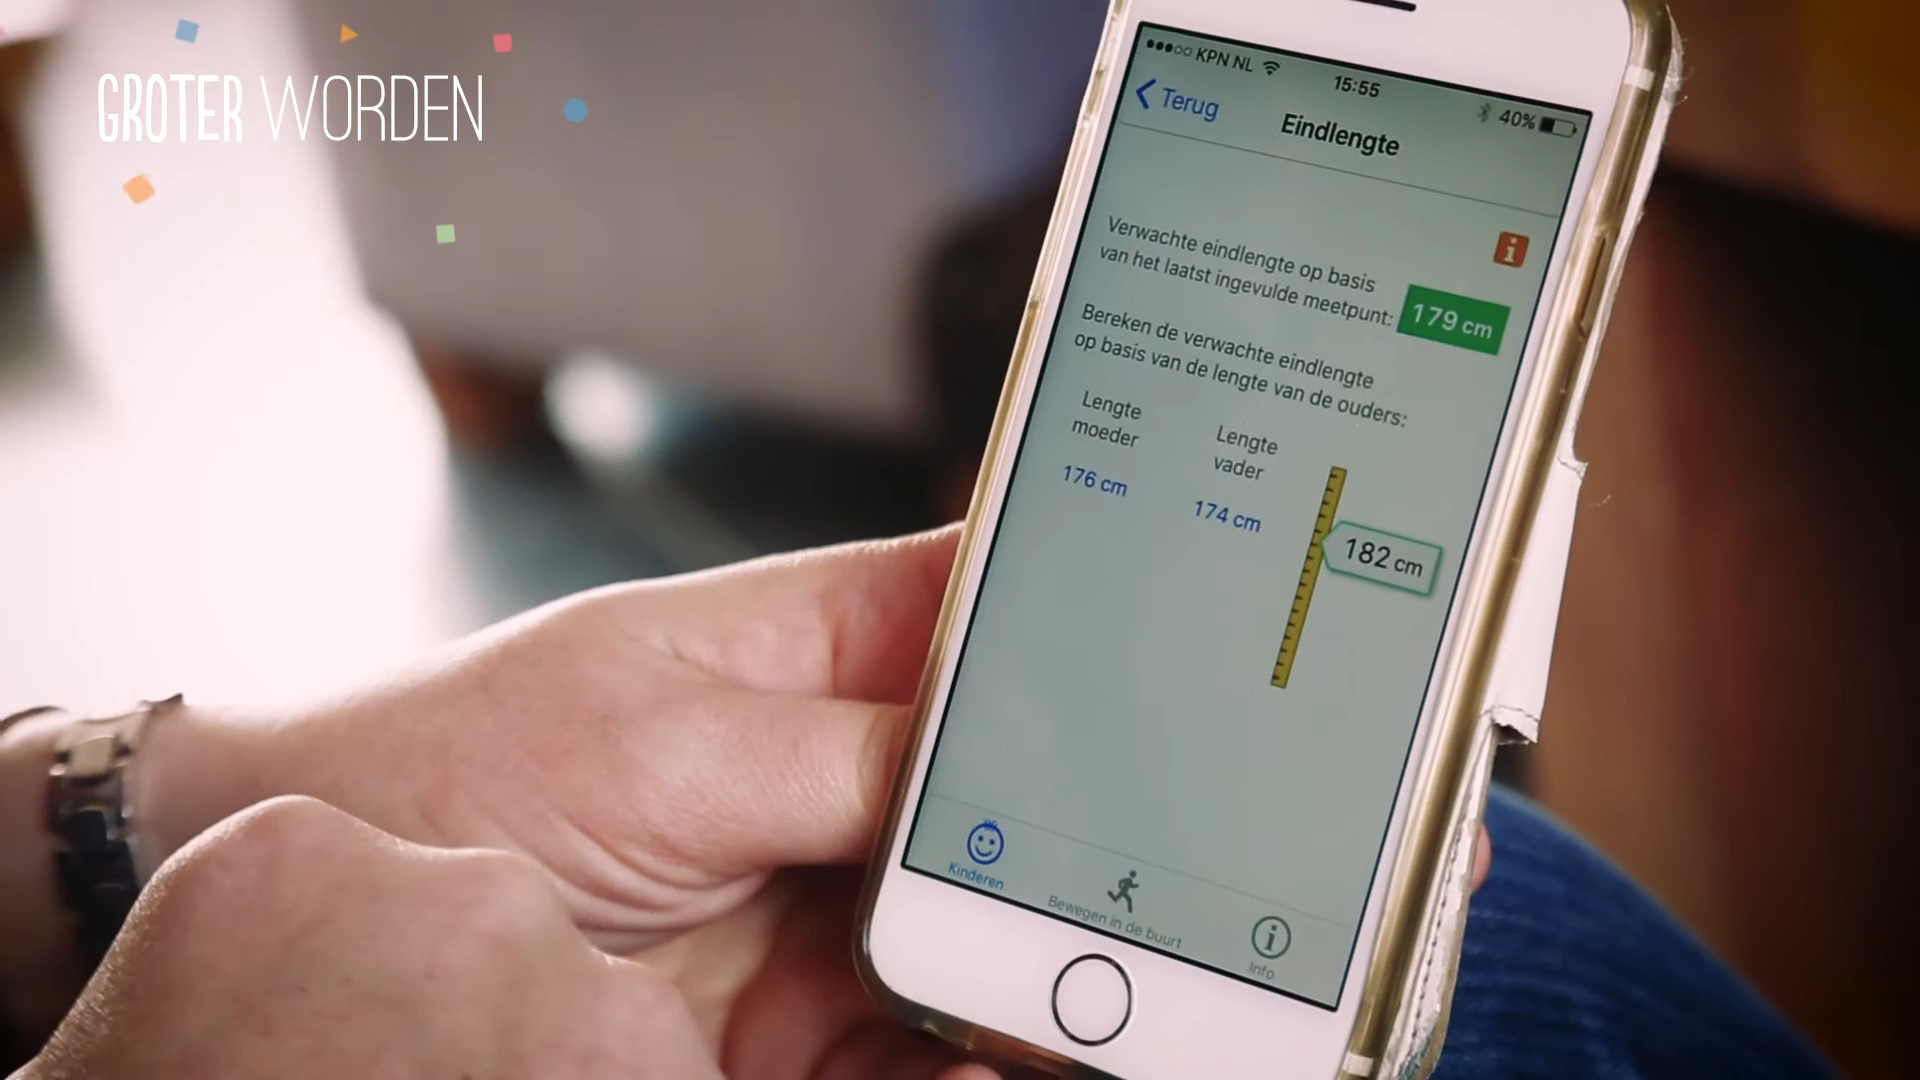 GROTER WORDEN
KPN NL
15:55
40%
Terug
Eindlengte
Verwachte eindlengte op basis
van het laatst ingevulde meetpunt:
179 cm
Bereken de verwachte eindlengte
op basis van de lengte van de ouders:
Lengte
moeder
176 cm
Lengte
vader
174 cm
182 cm
Kinderen
Bewegen in de buurt
Info